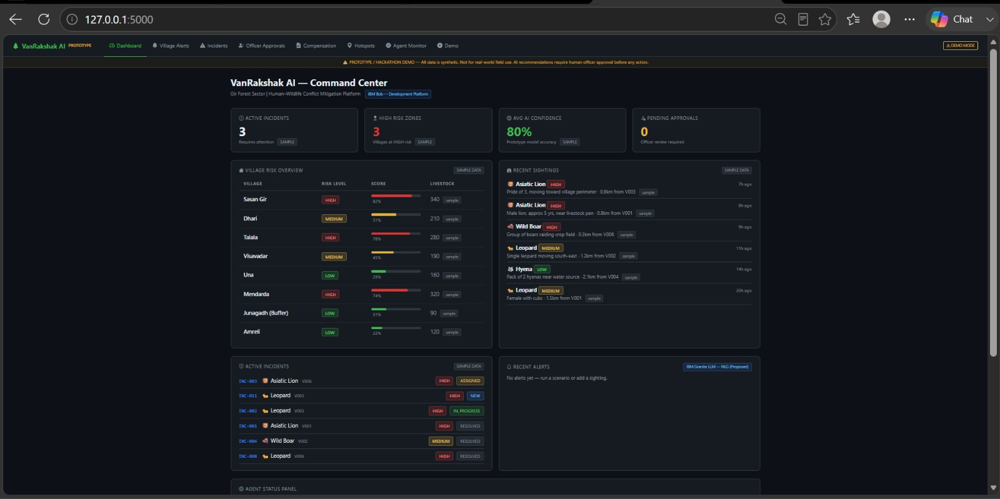 127.0.0.1:5000
Chat
VanRakshak AI PROTOTYPE Dashboard Village Alerts Incidents Officer Approvals Compensation Hotspots Agent Monitor Demo DEMO MODE
PROTOTYPE / HACKATHON DEMO — All data is synthetic. Not for real-world field use. AI recommendations require human officer approval before any action.
VanRakshak AI — Command Center
Gir Forest Sector | Human–Wildlife Conflict Mitigation Platform IBM Bob — Development Platform
ACTIVE INCIDENTS
3
Requires attention SAMPLE
HIGH RISK ZONES
3
Villages at HIGH risk SAMPLE
AVG AI CONFIDENCE
80%
Prototype model accuracy SAMPLE
PENDING APPROVALS
0
Officer review required
VILLAGE RISK OVERVIEW SAMPLE DATA
VILLAGE RISK LEVEL SCORE LIVESTOCK
Sasan Gir HIGH 82% 340 sample
Dhari MEDIUM 51% 210 sample
Talala HIGH 78% 280 sample
Visavadar MEDIUM 45% 190 sample
Una LOW 29% 160 sample
Mendarda HIGH 74% 320 sample
Junagadh (Buffer) LOW 31% 90 sample
Amreli LOW 22% 120 sample
RECENT SIGHTINGS SAMPLE DATA
Asiatic Lion HIGH 7h ago
Pride of 3, moving toward village perimeter · 0.6km from V003 sample
Asiatic Lion HIGH 8h ago
Male lion, approx 5 yrs, near livestock pen · 0.8km from V001 sample
Wild Boar HIGH 9h ago
Group of boars raiding crop field · 0.3km from V006 sample
Leopard MEDIUM 11h ago
Single leopard moving south-east · 1.2km from V002 sample
Hyena LOW 14h ago
Pack of 2 hyenas near water source · 2.1km from V004 sample
Leopard MEDIUM 20h ago
Female with cubs · 1.5km from V001 sample
ACTIVE INCIDENTS SAMPLE DATA
INC-003 Asiatic Lion V006 HIGH ASSIGNED
INC-011 Leopard V003 HIGH NEW
INC-002 Leopard V003 HIGH IN_PROGRESS
INC-001 Asiatic Lion V001 HIGH RESOLVED
INC-004 Wild Boar V002 MEDIUM RESOLVED
INC-008 Leopard V006 HIGH RESOLVED
RECENT ALERTS IBM Granite LLM — NLG (Proposed)
No alerts yet — run a scenario or add a sighting.
AGENT STATUS PANEL